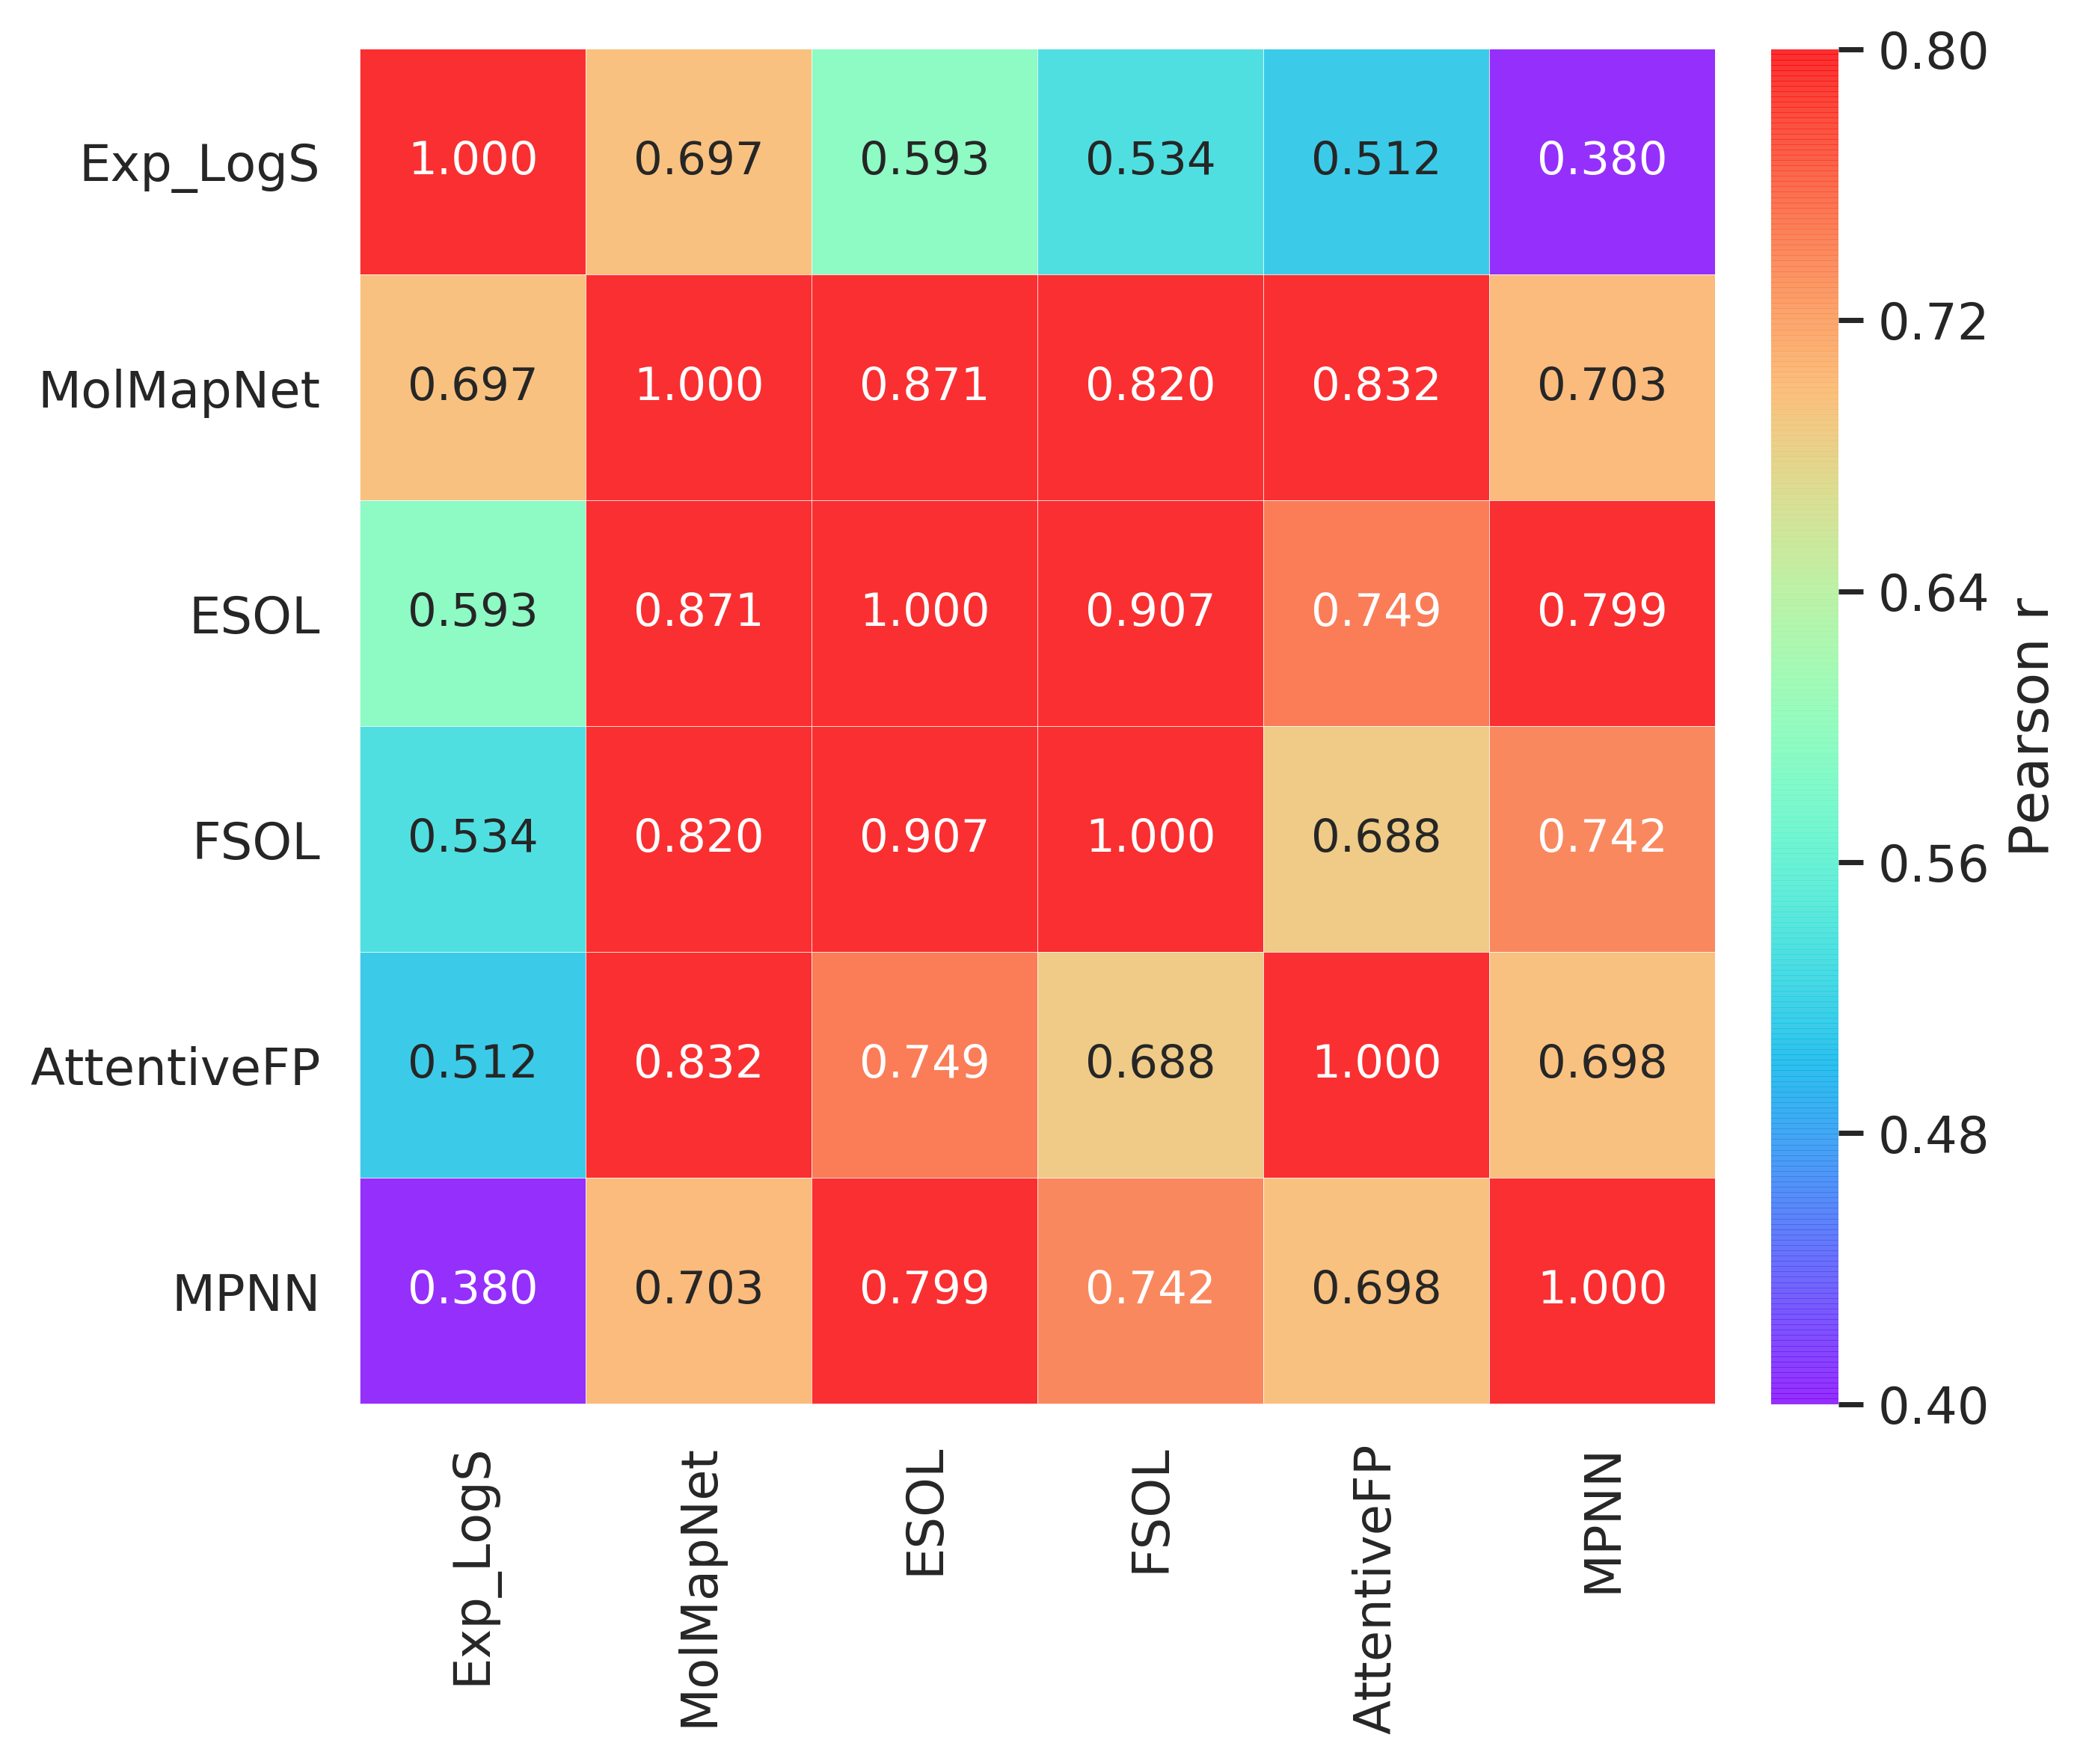 Exp_LogS 1.000 0.697 0.593 0.534 0.512 0.380
MolMapNet 0.697 1.000 0.871 0.820 0.832 0.703
ESOL 0.593 0.871 1.000 0.907 0.749 0.799
FSOL 0.534 0.820 0.907 1.000 0.688 0.742
AttentiveFP 0.512 0.832 0.749 0.688 1.000 0.698
MPNN 0.380 0.703 0.799 0.742 0.698 1.000
Exp_LogS
MolMapNet
ESOL
FSOL
AttentiveFP
MPNN
0.80
0.72
0.64
0.56
0.48
0.40
Pearson r